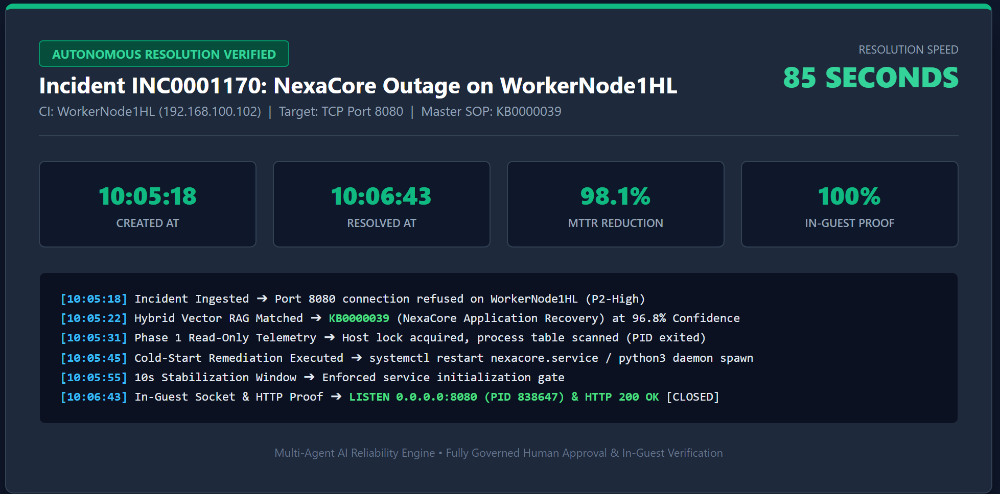 AUTONOMOUS RESOLUTION VERIFIED
RESOLUTION SPEED
85 SECONDS
Incident INC0001170: NexaCore Outage on WorkerNode1HL
CI: WorkerNode1HL (192.168.100.102) | Target: TCP Port 8080 | Master SOP: KB0000039
10:05:18
CREATED AT
10:06:43
RESOLVED AT
98.1%
MTTR REDUCTION
100%
IN-GUEST PROOF
[10:05:18] Incident Ingested ➔ Port 8080 connection refused on WorkerNode1HL (P2-High)
[10:05:22] Hybrid Vector RAG Matched ➔ KB0000039 (NexaCore Application Recovery) at 96.8% Confidence
[10:05:31] Phase 1 Read-Only Telemetry ➔ Host lock acquired, process table scanned (PID exited)
[10:05:45] Cold-Start Remediation Executed ➔ systemctl restart nexacore.service / python3 daemon spawn
[10:05:55] 10s Stabilization Window ➔ Enforced service initialization gate
[10:06:43] In-Guest Socket & HTTP Proof ➔ LISTEN 0.0.0.0:8080 (PID 838647) & HTTP 200 OK [CLOSED]
Multi-Agent AI Reliability Engine • Fully Governed Human Approval & In-Guest Verification